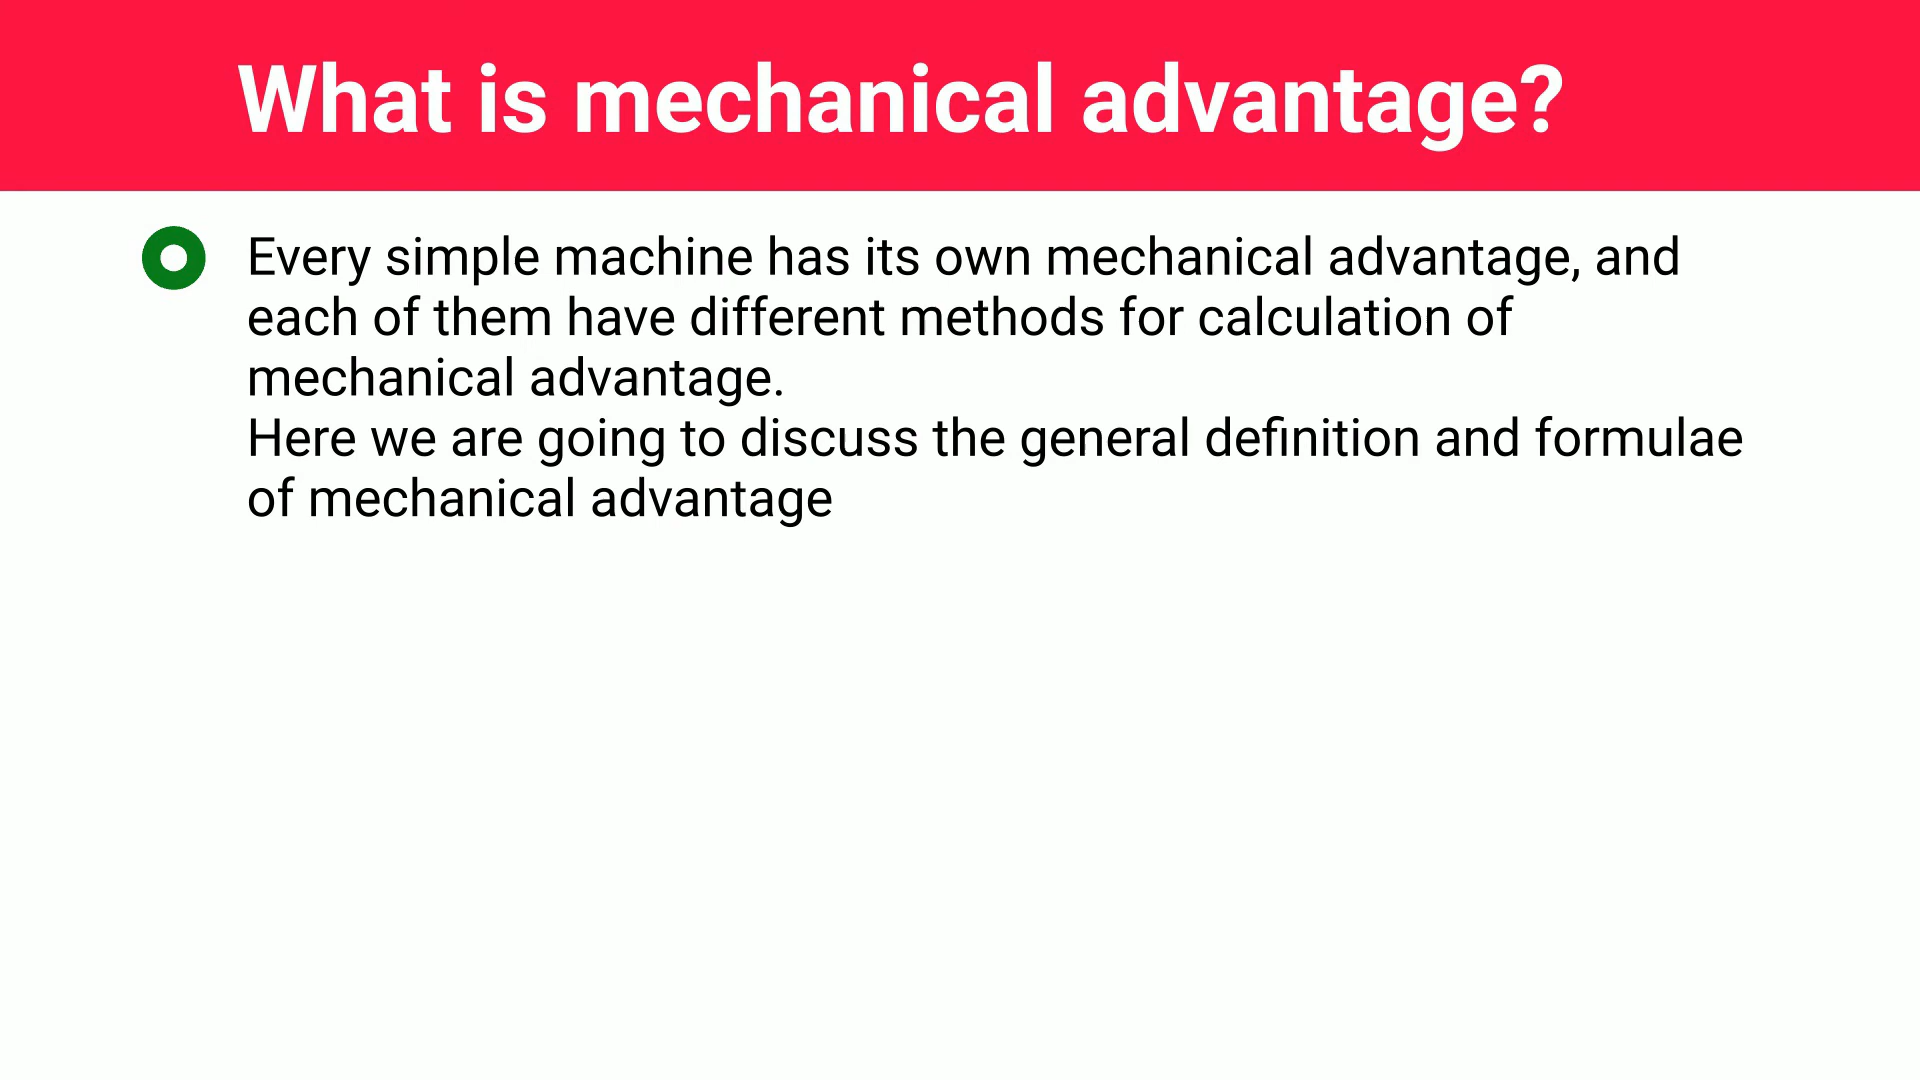 What is mechanical advantage?
Every simple machine has its own mechanical advantage, and
each of them have different methods for calculation of
mechanical advantage.
Here we are going to discuss the general definition and formulae
of mechanical advantage